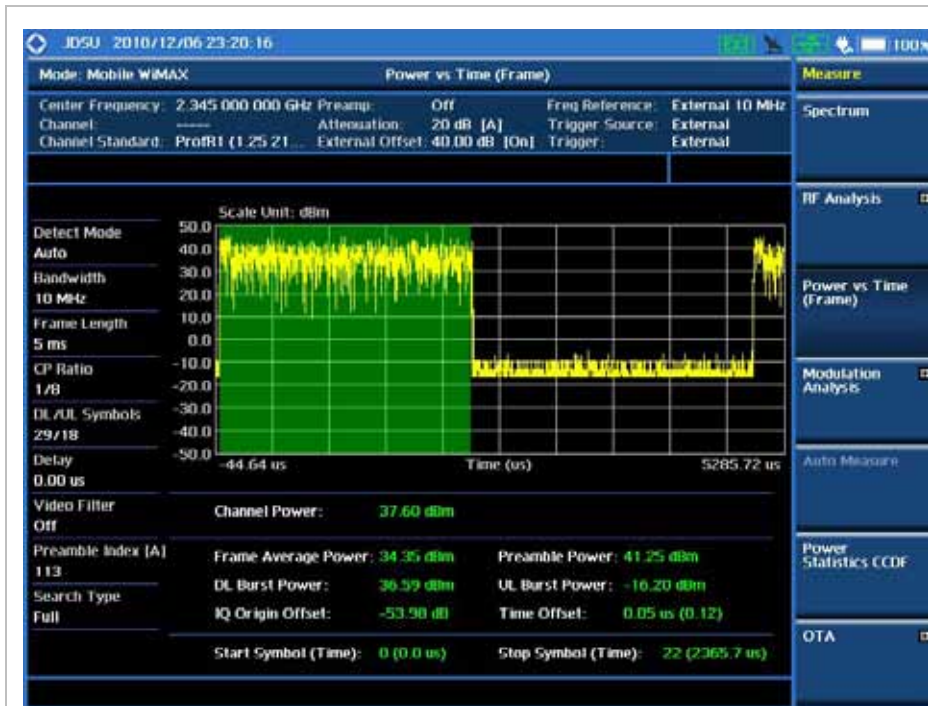 JDSU 2010/12/06 23:20:16
100%
Mode: Mobile WiMAX Power vs Time (Frame) Measure
Center Frequency: 2.345 000 000 GHz Preamp: Off Freq Reference: External 10 MHz
Channel: ----- Attenuation: 20 dB [A] Trigger Source: External
Channel Standard: ProfR1 (1.25 21... External Offset: 40.00 dB [On] Trigger: External
Spectrum
RF Analysis
Power vs Time (Frame)
Modulation Analysis
Auto Measure
Power Statistics CCDF
OTA
Scale Unit: dBm
50.0
40.0
30.0
20.0
10.0
0.0
-10.0
-20.0
-30.0
-40.0
-50.0
-44.64 us Time (us) 5285.72 us
Detect Mode
Auto
Bandwidth
10 MHz
Frame Length
5 ms
CP Ratio
1/8
DL/UL Symbols
29/18
Delay
0.00 us
Video Filter
Off
Preamble Index [A]
113
Search Type
Full
Channel Power: 37.60 dBm
Frame Average Power: 34.35 dBm Preamble Power: 41.25 dBm
DL Burst Power: 36.59 dBm UL Burst Power: -16.20 dBm
IQ Origin Offset: -53.98 dB Time Offset: 0.05 us (0.12)
Start Symbol (Time): 0 (0.0 us) Stop Symbol (Time): 22 (2365.7 us)